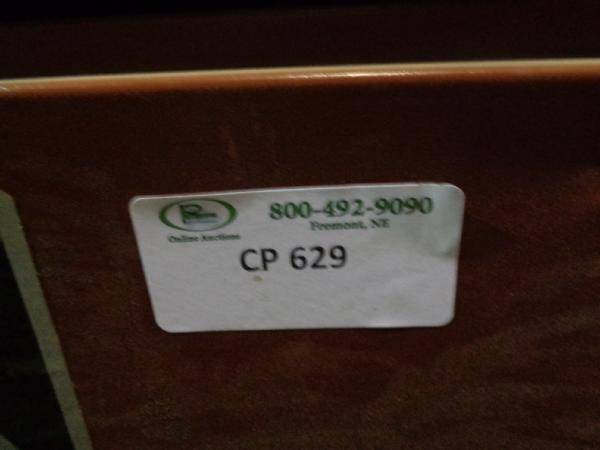 800-492-9090
Fremont, NE
Online Auctions
CP 629